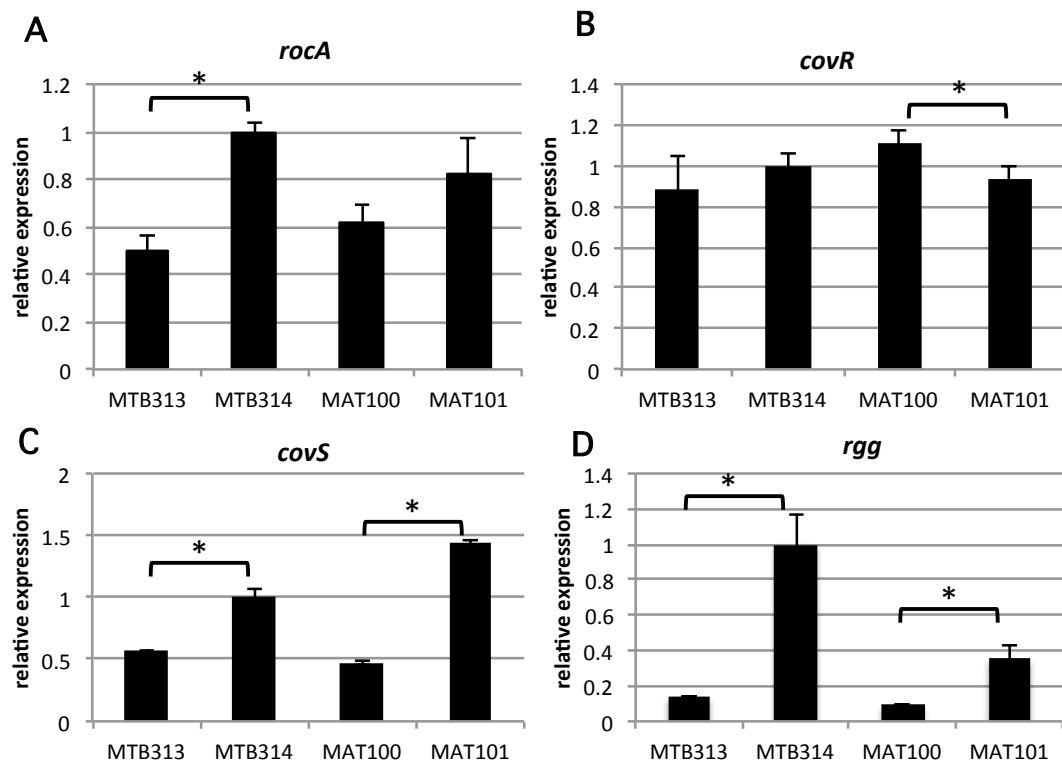 A
rocA
relative expression
1.2
1
0.8
0.6
0.4
0.2
0
*
MTB313 MTB314 MAT100 MAT101
B
covR
relative expression
1.4
1.2
1
0.8
0.6
0.4
0.2
0
*
MTB313 MTB314 MAT100 MAT101
C
covS
relative expression
2
1.5
1
0.5
0
*
*
MTB313 MTB314 MAT100 MAT101
D
rgg
relative expression
1.4
1.2
1
0.8
0.6
0.4
0.2
0
*
*
MTB313 MTB314 MAT100 MAT101